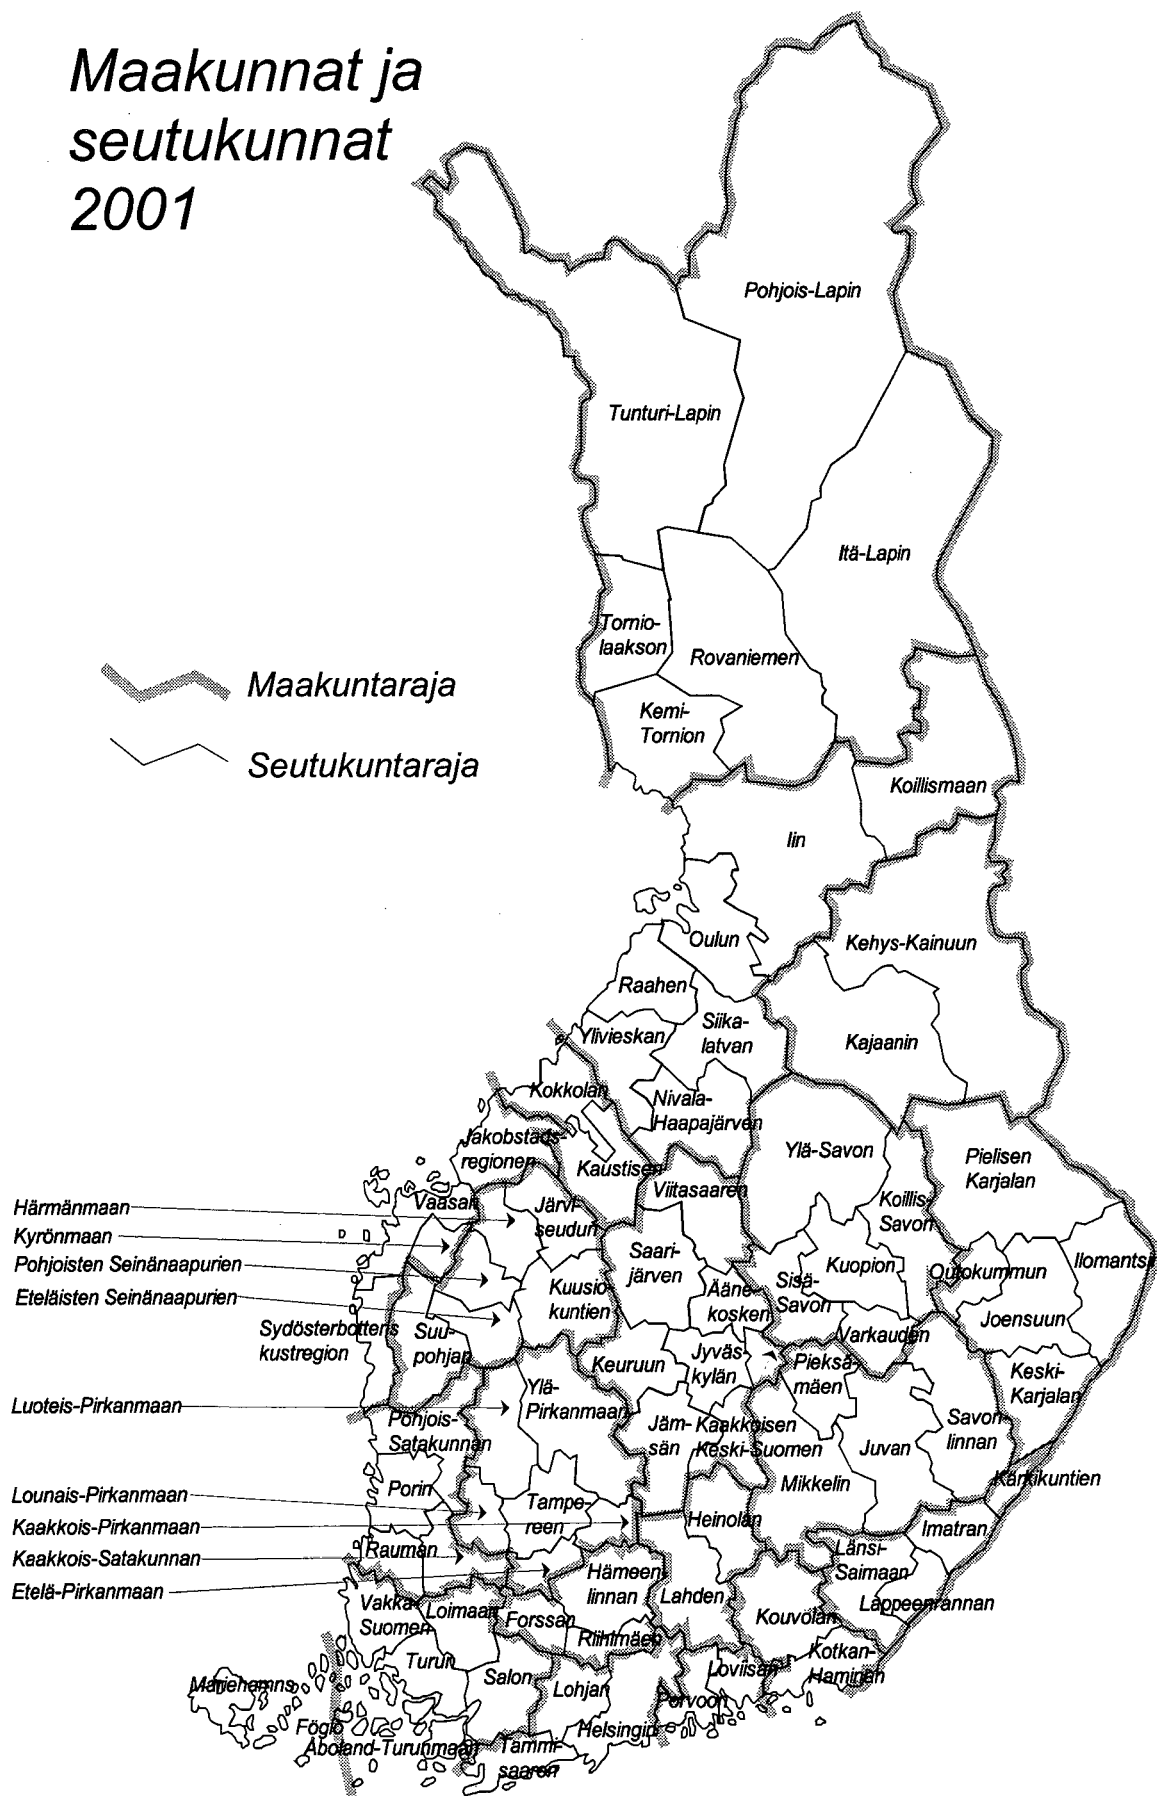 Maakunnat ja
seutukunnat
2001
Pohjois-Lapin
Tunturi-Lapin
Itä-Lapin
Tornio-
laakson
Rovaniemen
Maakuntaraja
Kemi-
Tornion
Seutukuntaraja
Koillismaan
Iin
Oulun
Kehys-Kainuun
Raahen
Siika-
latvan
Ylivieskan
Kajaanin
Kokkolan
Nivala-
Haapajärven
Jakobstads-
regionen
Kaustisen
Ylä-Savon
Pielisen
Karjalan
Viitasaaren
Vaasan
Järvi-
seudun
Koillis-
Savon
Härmänmaan
Kyrönmaan
Pohjoisten Seinänaapurien
Eteläisten Seinänaapurien
Saari-
järven
Kuopion
Outokummun
Ilomantsi
Kuusio-
kuntien
Ääne-
kosken
Sisä-
Savon
Joensuun
Sydösterbottens
kustregion
Suu-
pohjan
Varkauden
Keuruun
Jyväs-
kylän
Pieksä-
mäen
Keski-
Karjalan
Luoteis-Pirkanmaan
Ylä-
Pirkanmaan
Pohjois-
Satakunnan
Jäm-
sän
Kaakkoisen
Keski-Suomen
Juvan
Savon-
linnan
Porin
Mikkelin
Kärkikuntien
Lounais-Pirkanmaan
Kaakkois-Pirkanmaan
Kaakkois-Satakunnan
Etelä-Pirkanmaan
Tampe-
reen
Heinolan
Imatran
Rauman
Länsi-
Saimaan
Hämeen-
linnan
Lahden
Lappeenrannan
Vakka-
Suomen
Loimaan
Forssan
Kouvolan
Riihimäen
Kotkan-
Haminan
Turun
Salon
Lohjan
Loviisan
Mariehamns
Porvoon
Föglö
Helsingin
Åboland-Turunmaan
Tammi-
saaren